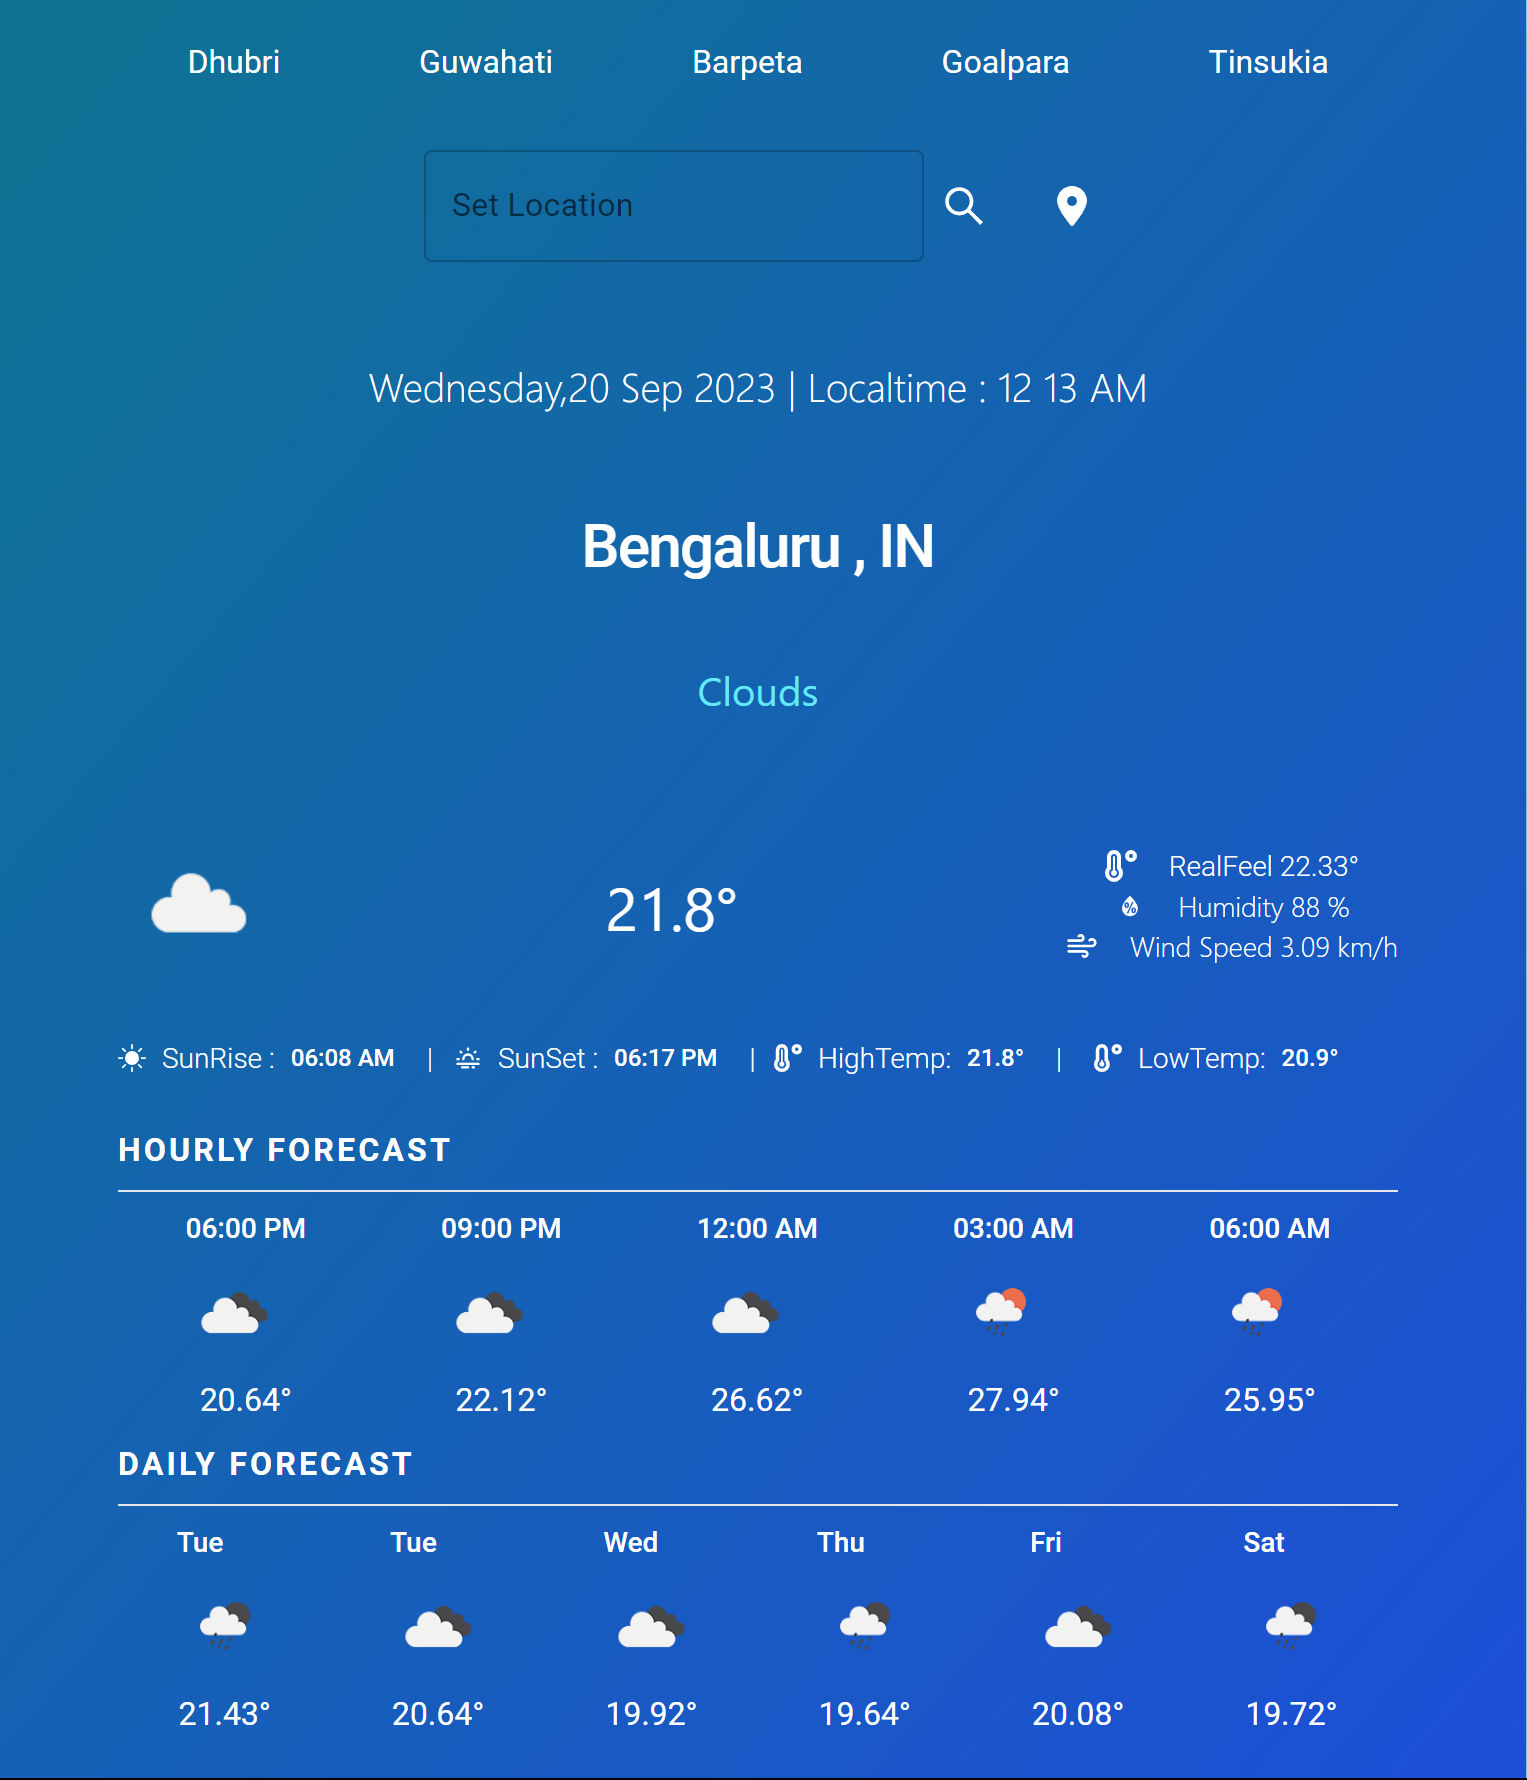 Dhubri Guwahati Barpeta Goalpara Tinsukia
Set Location
Wednesday,20 Sep 2023 | Localtime : 12 13 AM
Bengaluru , IN
Clouds
21.8°
RealFeel 22.33°
Humidity 88 %
Wind Speed 3.09 km/h
SunRise : 06:08 AM | SunSet : 06:17 PM | HighTemp: 21.8° | LowTemp: 20.9°
HOURLY FORECAST
06:00 PM 09:00 PM 12:00 AM 03:00 AM 06:00 AM
20.64° 22.12° 26.62° 27.94° 25.95°
DAILY FORECAST
Tue Tue Wed Thu Fri Sat
21.43° 20.64° 19.92° 19.64° 20.08° 19.72°